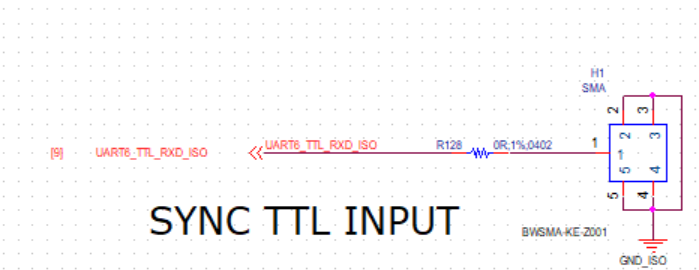 H1
SMA
2 3
2 3
[9] UART6_TTL_RXD_ISO UART6_TTL_RXD_ISO R128 0R,1%,0402 1
1
5 4
5 4
SYNC TTL INPUT
BWSMA-KE-Z001
GND_ISO